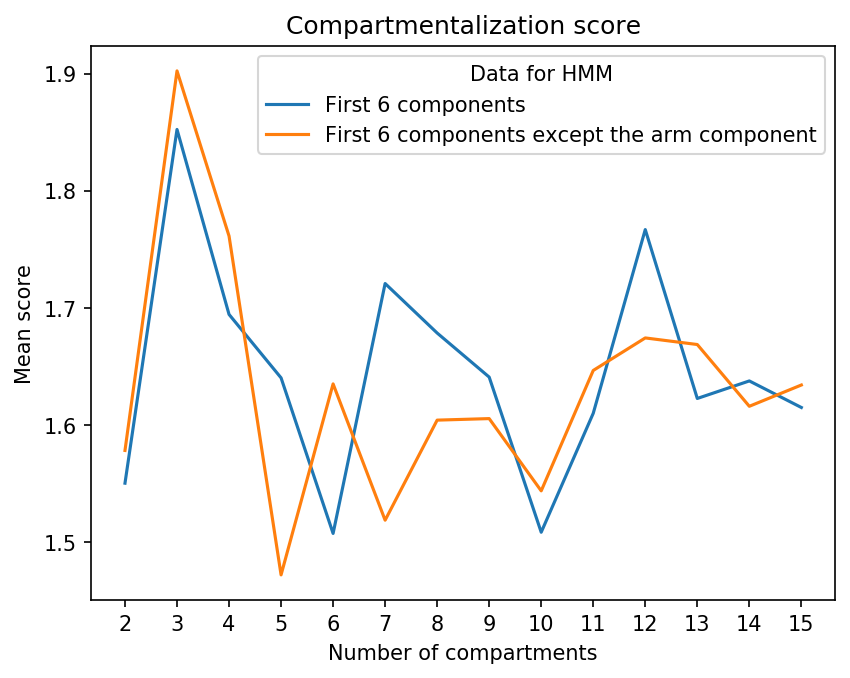 Compartmentalization score
Data for HMM
First 6 components
First 6 components except the arm component
Mean score
1.9
1.8
1.7
1.6
1.5
2 3 4 5 6 7 8 9 10 11 12 13 14 15
Number of compartments